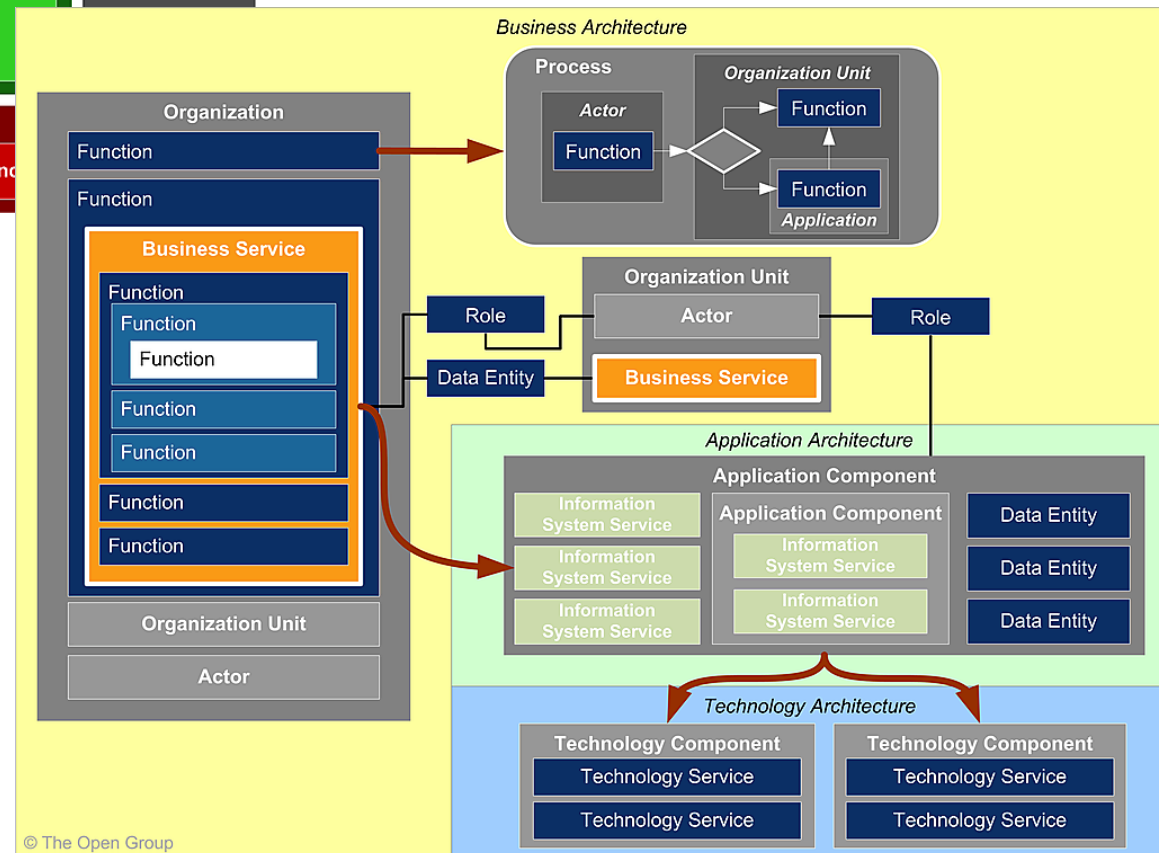 Business Architecture
Process
Organization Unit
Actor
Function
Function
Function
Application
Organization
Function
Function
Business Service
Function
Function
Function
Function
Function
Function
Function
Organization Unit
Actor
Organization Unit
Role
Actor
Role
Data Entity
Business Service
Application Architecture
Application Component
Information
System Service
Information
System Service
Information
System Service
Application Component
Information
System Service
Information
System Service
Data Entity
Data Entity
Data Entity
Technology Architecture
Technology Component
Technology Service
Technology Service
Technology Component
Technology Service
Technology Service
© The Open Group